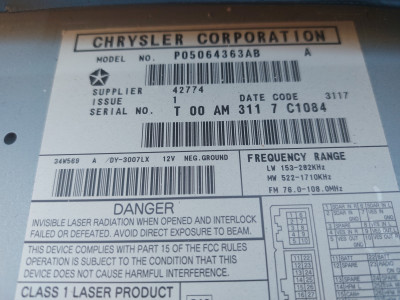 CHRYSLER CORPORATION
MODEL NO. P05064363AB A
SUPPLIER 42774
ISSUE 1 DATE CODE 3117
SERIAL NO. T 00 AM 311 7 C1084
34W568 A /DY-3007LX 12V NEG.GROUND
FREQUENCY RANGE
LW 153-282KHz
MW 522-1710KHz
FM 76.0-108.0MHz
DANGER
INVISIBLE LASER RADIATION WHEN OPENED AND INTERLOCK
FAILED OR DEFEATED. AVOID DIRECT EXPOSURE TO BEAM.
THIS DEVICE COMPLIES WITH PART 15 OF THE FCC RULES
OPERATION IS SUBJECT TO THE CONDITION THAT THIS
DEVICE DOES NOT CAUSE HARMFUL INTERFERENCE
CLASS 1 LASER PRODUCT